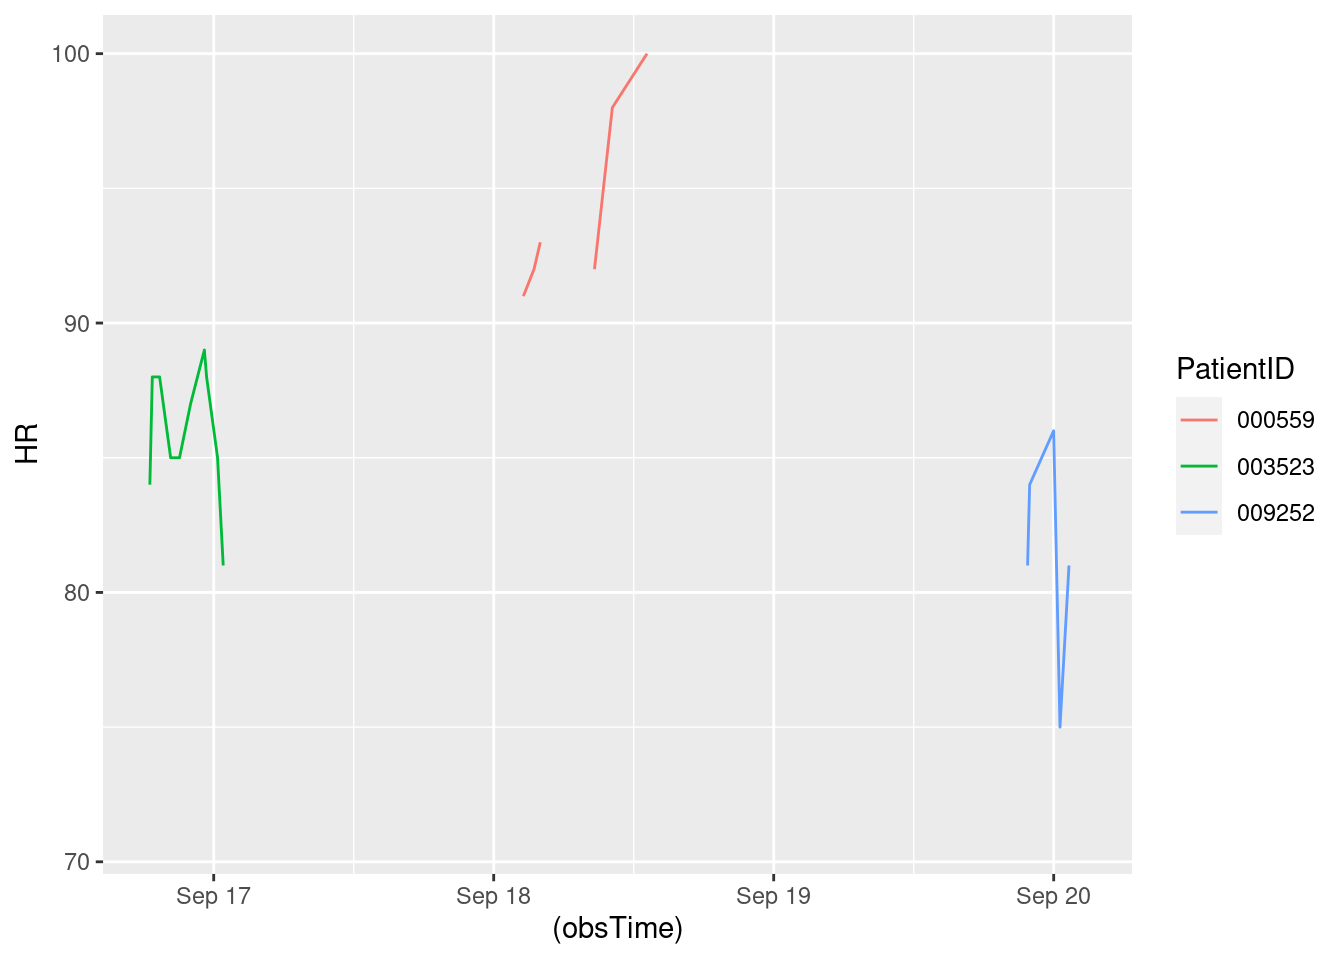 100
90
80
70
HR
Sep 17
Sep 18
Sep 19
Sep 20
(obsTime)
PatientID
000559
003523
009252